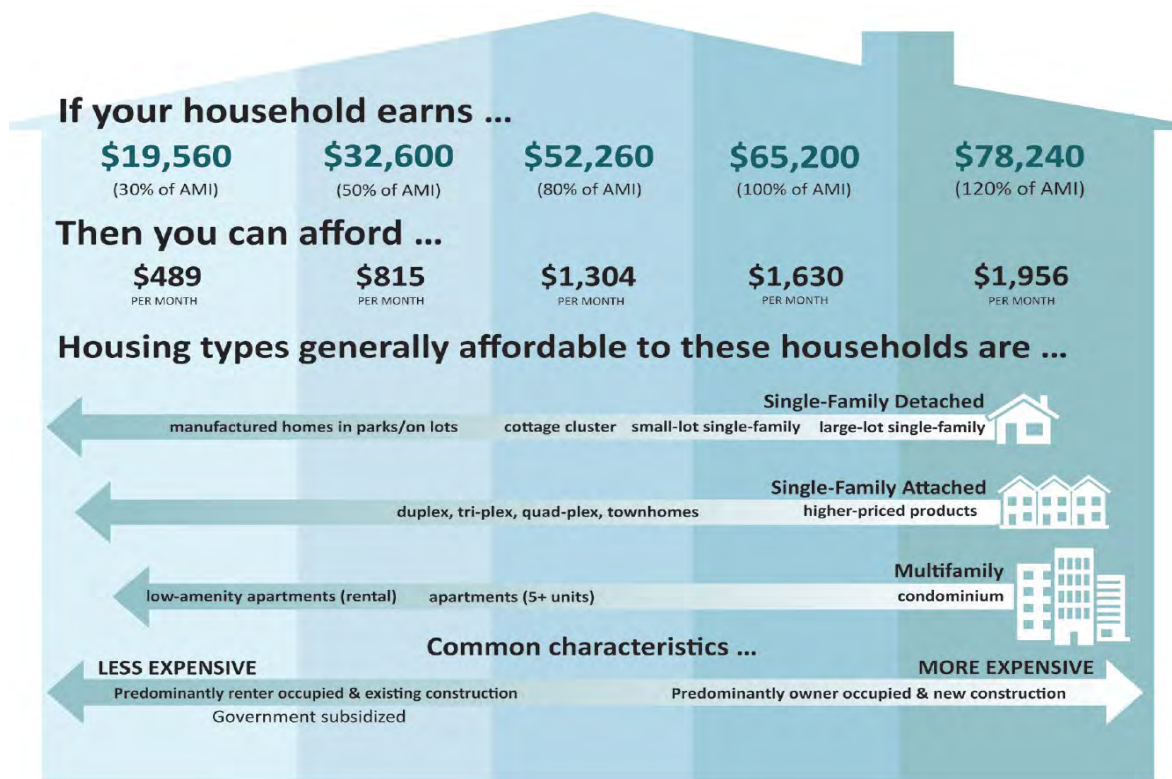 If your household earns ...
$19,560 $32,600 $52,260 $65,200 $78,240
(30% of AMI) (50% of AMI) (80% of AMI) (100% of AMI) (120% of AMI)
Then you can afford ...
$489 $815 $1,304 $1,630 $1,956
PER MONTH PER MONTH PER MONTH PER MONTH PER MONTH
Housing types generally affordable to these households are ...
Single-Family Detached
manufactured homes in parks/on lots cottage cluster small-lot single-family large-lot single-family
Single-Family Attached
duplex, tri-plex, quad-plex, townhomes higher-priced products
Multifamily
low-amenity apartments (rental) apartments (5+ units) condominium
Common characteristics ...
LESS EXPENSIVE MORE EXPENSIVE
Predominantly renter occupied & existing construction Predominantly owner occupied & new construction
Government subsidized